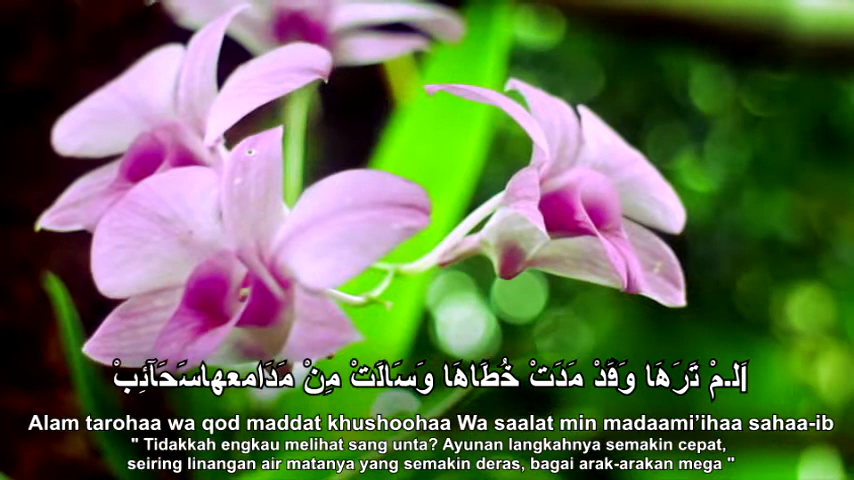 اَلَمْ تَرَهَا وَقَدْ مَدَتْ خُطَاهَا وَسَالَتْ مِنْ مَدَامعهاسَحَآئِبْ
Alam tarohaa wa qod maddat khushoohaa Wa saalat min madaami’ihaa sahaa-ib
" Tidakkah engkau melihat sang unta? Ayunan langkahnya semakin cepat,
seiring linangan air matanya yang semakin deras, bagai arak-arakan mega "